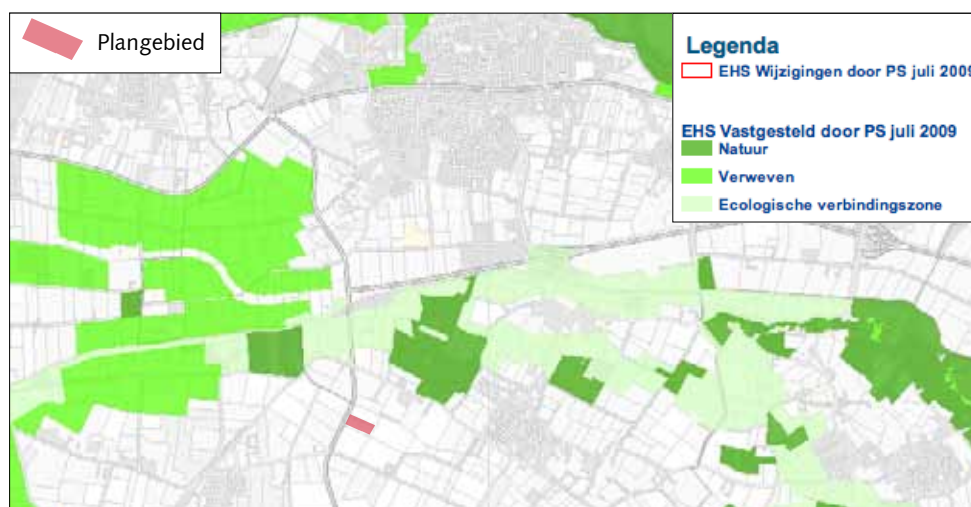 Plangebied
Legenda
EHS Wijzigingen door PS juli 2009
EHS Vastgesteld door PS juli 2009
Natuur
Verweven
Ecologische verbindingszone